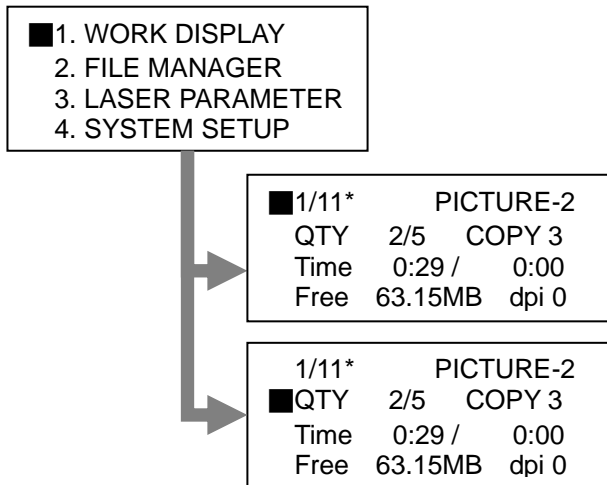 ■1. WORK DISPLAY
2. FILE MANAGER
3. LASER PARAMETER
4. SYSTEM SETUP
■1/11* PICTURE-2
QTY 2/5 COPY 3
Time 0:29 / 0:00
Free 63.15MB dpi 0
1/11* PICTURE-2
■QTY 2/5 COPY 3
Time 0:29 / 0:00
Free 63.15MB dpi 0